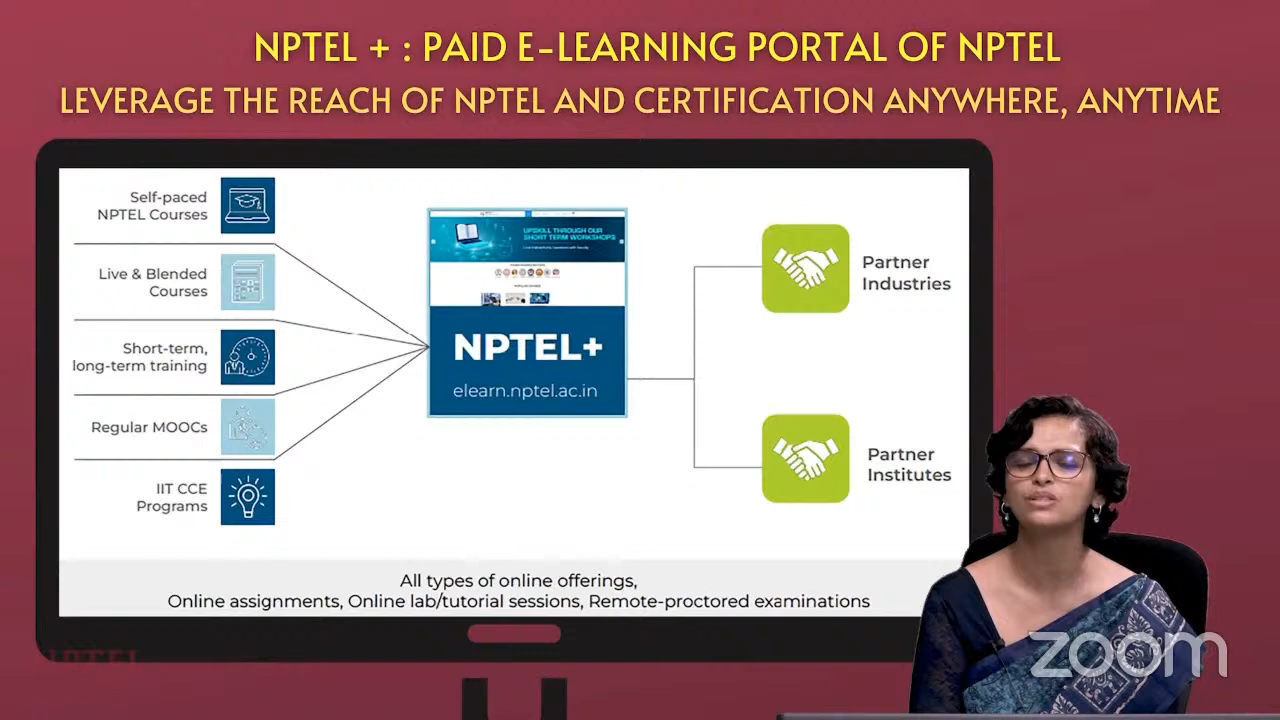 NPTEL + : PAID E-LEARNING PORTAL OF NPTEL
LEVERAGE THE REACH OF NPTEL AND CERTIFICATION ANYWHERE, ANYTIME
Self-paced
NPTEL Courses
Live & Blended
Courses
Short-term,
long-term training
Regular MOOCs
IIT CCE
Programs
UPSKILL THROUGH OUR
SHORT TERM WORKSHOPS
NPTEL+
elearn.nptel.ac.in
Partner
Industries
Partner
Institutes
All types of online offerings,
Online assignments, Online lab/tutorial sessions, Remote-proctored examinations
NPTEL
zoom